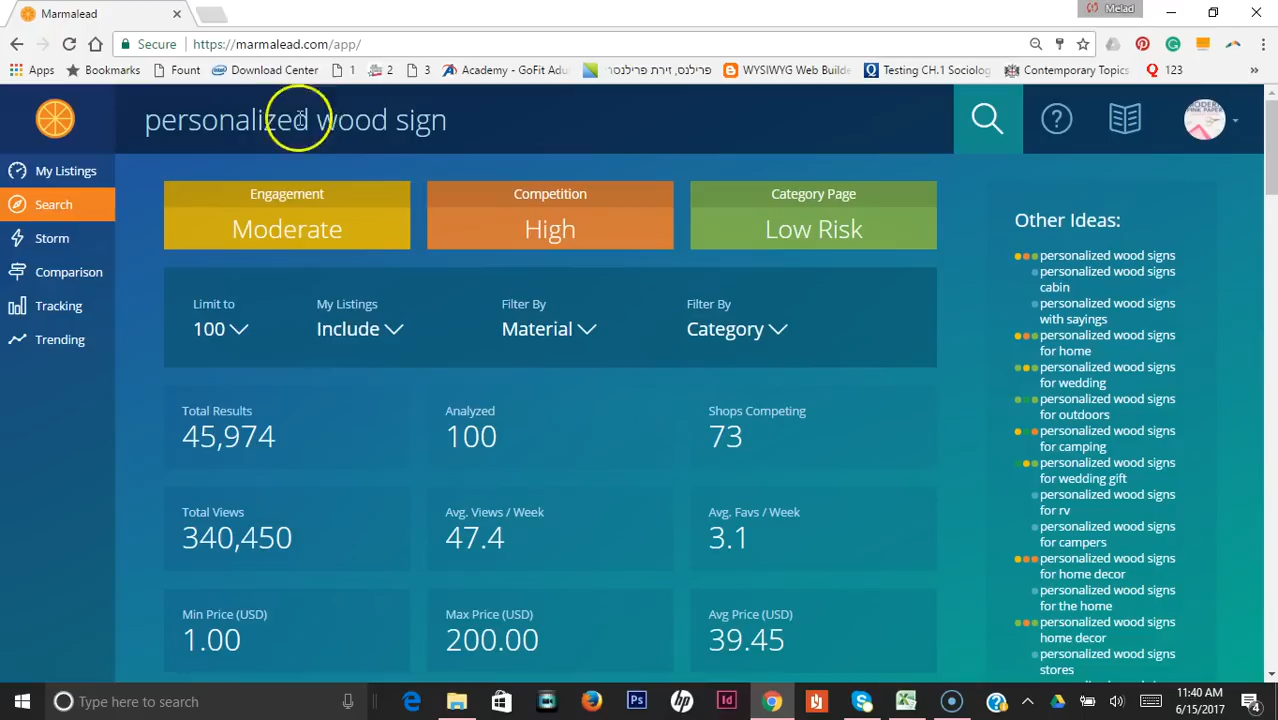 Marmalead
Melad
Secure https://marmalead.com/app/
Apps Bookmarks Fount Download Center 1 2 3 Academy - GoFit Adu פלנסר, זירת פרילנסר WYSIWYG Web Builde Testing CH.1 Sociolog Contemporary Topics 123
personalized wood sign
My Listings
Search
Storm
Comparison
Tracking
Trending
Engagement
Moderate
Competition
High
Category Page
Low Risk
Limit to
100
My Listings
Include
Filter By
Material
Filter By
Category
Total Results
45,974
Analyzed
100
Shops Competing
73
Total Views
340,450
Avg. Views / Week
47.4
Avg. Favs / Week
3.1
Min Price (USD)
1.00
Max Price (USD)
200.00
Avg Price (USD)
39.45
Other Ideas:
personalized wood signs
personalized wood signs
cabin
personalized wood signs
with sayings
personalized wood signs
for home
personalized wood signs
for wedding
personalized wood signs
for outdoors
personalized wood signs
for camping
personalized wood signs
for wedding gift
personalized wood signs
for rv
personalized wood signs
for campers
personalized wood signs
for home decor
personalized wood signs
for the home
personalized wood signs
home decor
personalized wood signs
stores
Type here to search
11:40 AM
6/15/2017
4